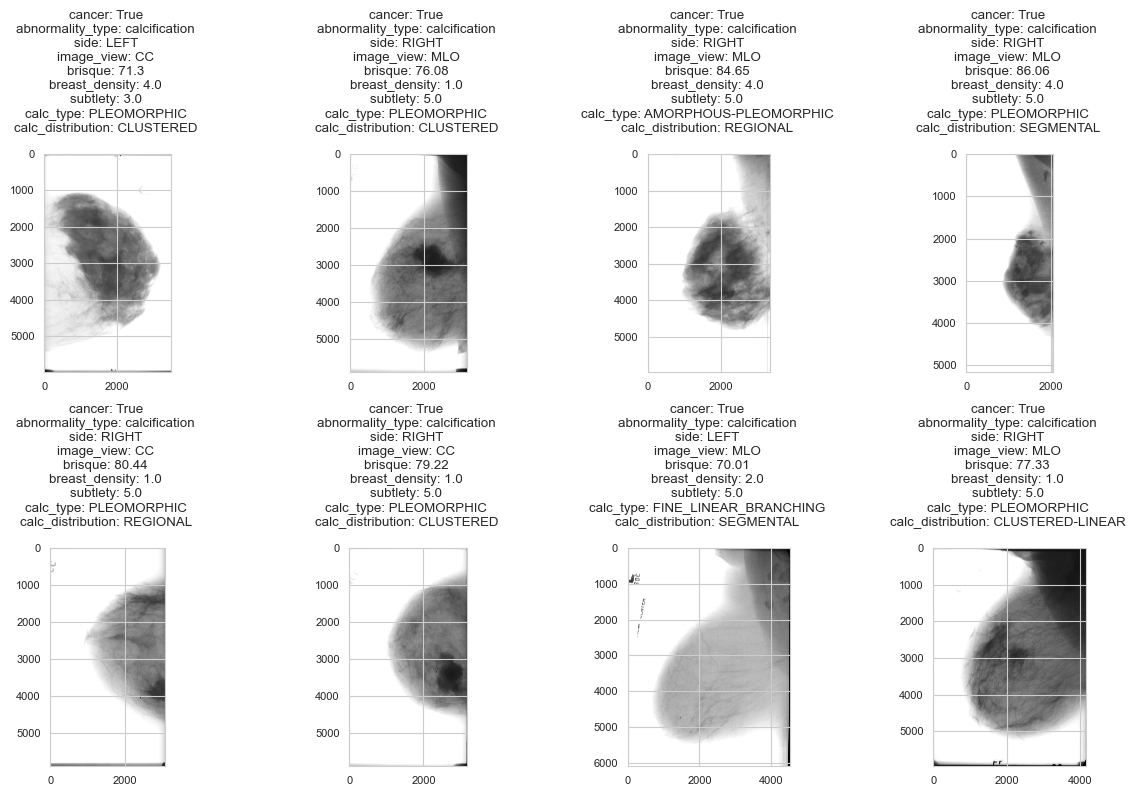 cancer: True
abnormality_type: calcification
side: LEFT
image_view: CC
brisque: 71.3
breast_density: 4.0
subtlety: 3.0
calc_type: PLEOMORPHIC
calc_distribution: CLUSTERED
0
1000
2000
3000
4000
5000
0
2000
cancer: True
abnormality_type: calcification
side: RIGHT
image_view: MLO
brisque: 76.08
breast_density: 1.0
subtlety: 5.0
calc_type: PLEOMORPHIC
calc_distribution: CLUSTERED
0
1000
2000
3000
4000
5000
0
2000
cancer: True
abnormality_type: calcification
side: RIGHT
image_view: MLO
brisque: 84.65
breast_density: 4.0
subtlety: 5.0
calc_type: AMORPHOUS-PLEOMORPHIC
calc_distribution: REGIONAL
0
1000
2000
3000
4000
5000
0
2000
cancer: True
abnormality_type: calcification
side: RIGHT
image_view: MLO
brisque: 86.06
breast_density: 4.0
subtlety: 5.0
calc_type: PLEOMORPHIC
calc_distribution: SEGMENTAL
0
1000
2000
3000
4000
5000
0
2000
cancer: True
abnormality_type: calcification
side: RIGHT
image_view: CC
brisque: 80.44
breast_density: 1.0
subtlety: 5.0
calc_type: PLEOMORPHIC
calc_distribution: REGIONAL
0
1000
2000
3000
4000
5000
0
2000
cancer: True
abnormality_type: calcification
side: RIGHT
image_view: CC
brisque: 79.22
breast_density: 1.0
subtlety: 5.0
calc_type: PLEOMORPHIC
calc_distribution: CLUSTERED
0
1000
2000
3000
4000
5000
0
2000
cancer: True
abnormality_type: calcification
side: LEFT
image_view: MLO
brisque: 70.01
breast_density: 2.0
subtlety: 5.0
calc_type: FINE_LINEAR_BRANCHING
calc_distribution: SEGMENTAL
0
1000
2000
3000
4000
5000
6000
0
2000
4000
cancer: True
abnormality_type: calcification
side: RIGHT
image_view: MLO
brisque: 77.33
breast_density: 1.0
subtlety: 5.0
calc_type: PLEOMORPHIC
calc_distribution: CLUSTERED-LINEAR
0
1000
2000
3000
4000
5000
0
2000
4000